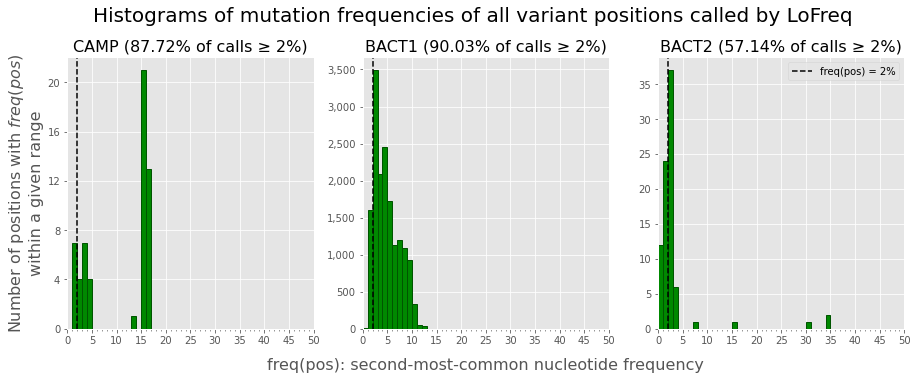 Histograms of mutation frequencies of all variant positions called by LoFreq
CAMP (87.72% of calls ≥ 2%)
BACT1 (90.03% of calls ≥ 2%)
BACT2 (57.14% of calls ≥ 2%)
Number of positions with freq(pos)
within a given range
20
16
12
8
4
0
0 5 10 15 20 25 30 35 40 45 50
3,500
3,000
2,500
2,000
1,500
1,000
500
0
0 5 10 15 20 25 30 35 40 45 50
freq(pos) = 2%
35
30
25
20
15
10
5
0
0 5 10 15 20 25 30 35 40 45 50
freq(pos): second-most-common nucleotide frequency